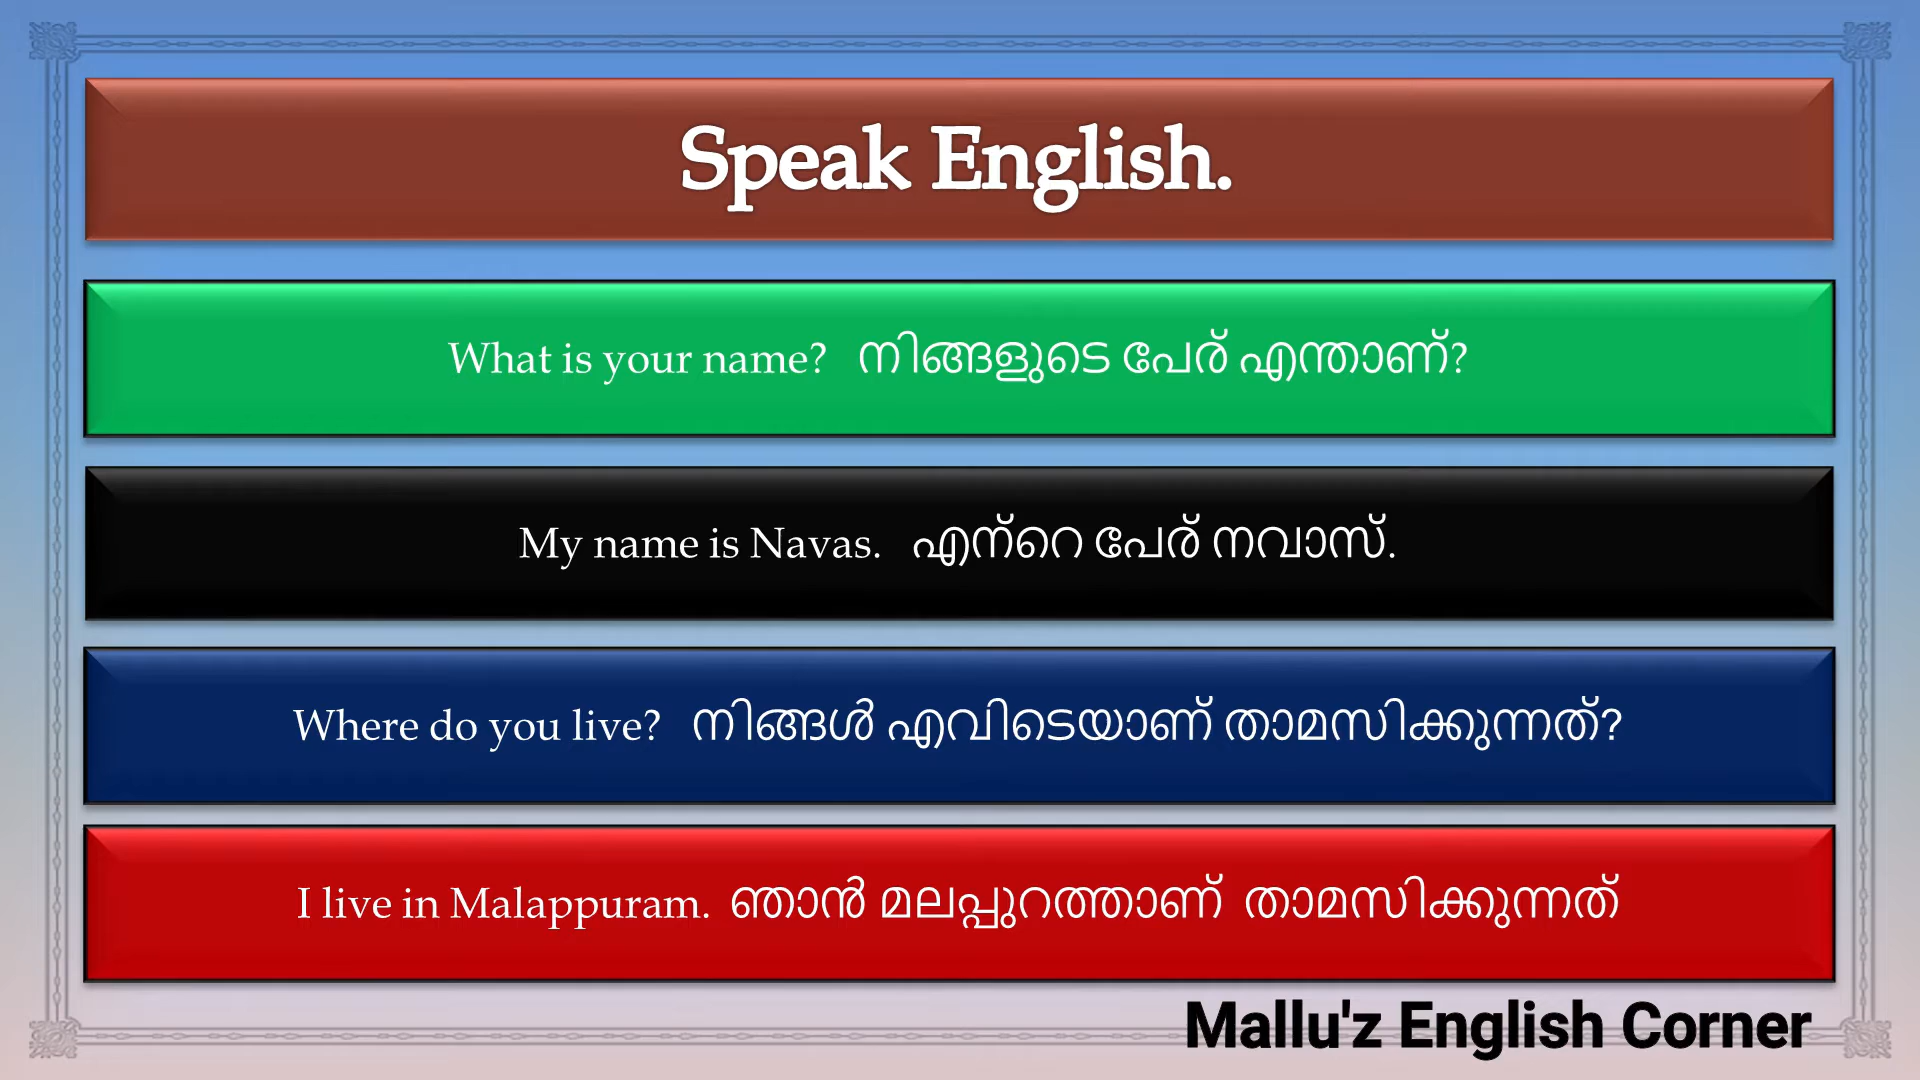 Speak English.
What is your name? നിങ്ങളുടെ പേര് എന്താണ്?
My name is Navas. എന്റെ പേര് നവാസ്.
Where do you live? നിങ്ങൾ എവിടെയാണ് താമസിക്കുന്നത്?
I live in Malappuram. ഞാൻ മലപ്പുറത്താണ് താമസിക്കുന്നത്
Mallu'z English Corner